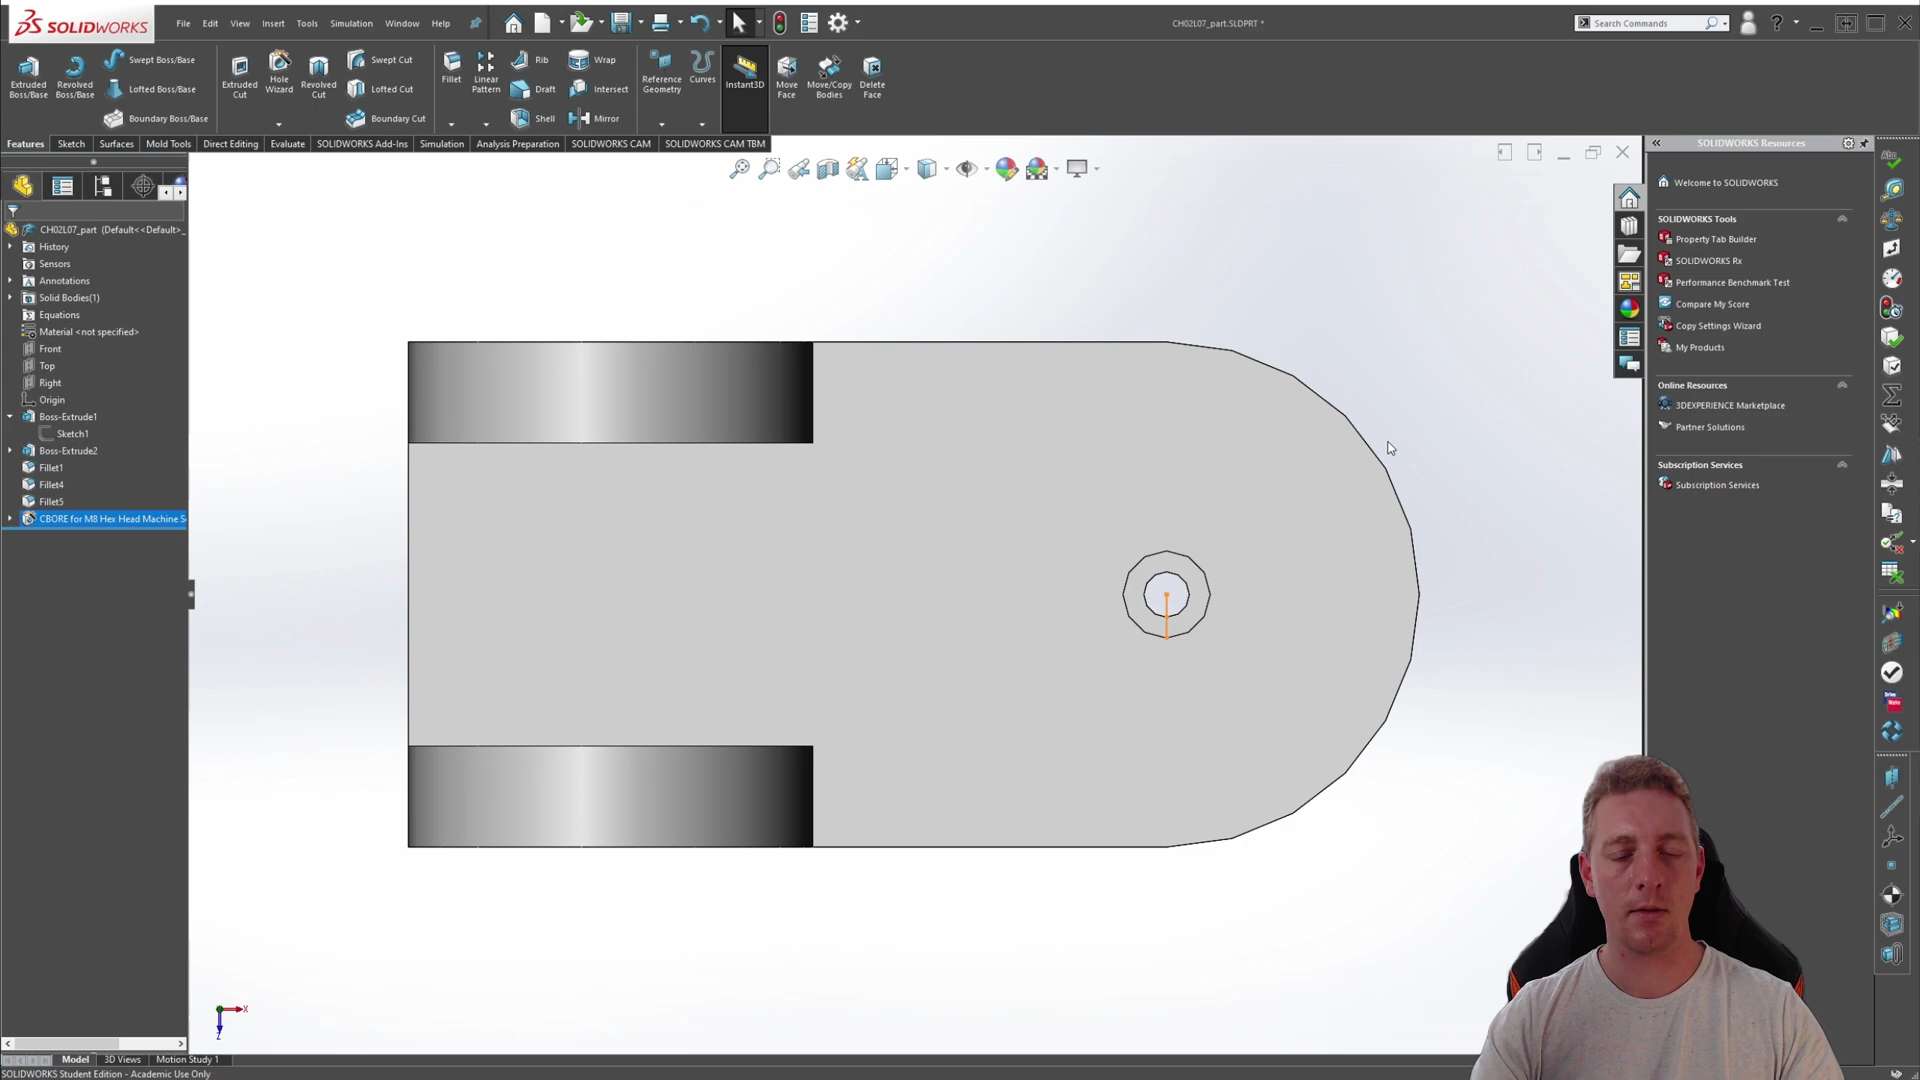 SOLIDWORKS
File Edit View Insert Tools Simulation Window Help
CH02L07_part.SLDPRT *
Search Commands
Extruded Boss/Base
Revolved Boss/Base
Swept Boss/Base
Lofted Boss/Base
Boundary Boss/Base
Extruded Cut
Hole Wizard
Revolved Cut
Swept Cut
Lofted Cut
Boundary Cut
Fillet
Linear Pattern
Rib
Draft
Shell
Wrap
Intersect
Mirror
Reference Geometry
Curves
Instant3D
Move Face
Move/Copy Bodies
Delete Face
Features Sketch Surfaces Mold Tools Direct Editing Evaluate SOLIDWORKS Add-Ins Simulation Analysis Preparation SOLIDWORKS CAM SOLIDWORKS CAM TBM
CH02L07_part (Default<<Default>_
History
Sensors
Annotations
Solid Bodies(1)
Equations
Material <not specified>
Front
Top
Right
Origin
Boss-Extrude1
Sketch1
Boss-Extrude2
Fillet1
Fillet4
Fillet5
CBORE for M8 Hex Head Machine S
X
Z
SOLIDWORKS Resources
Welcome to SOLIDWORKS
SOLIDWORKS Tools
Property Tab Builder
SOLIDWORKS Rx
Performance Benchmark Test
Compare My Score
Copy Settings Wizard
My Products
Online Resources
3DEXPERIENCE Marketplace
Partner Solutions
Subscription Services
Subscription Services
Model 3D Views Motion Study 1
SOLIDWORKS Student Edition - Academic Use Only